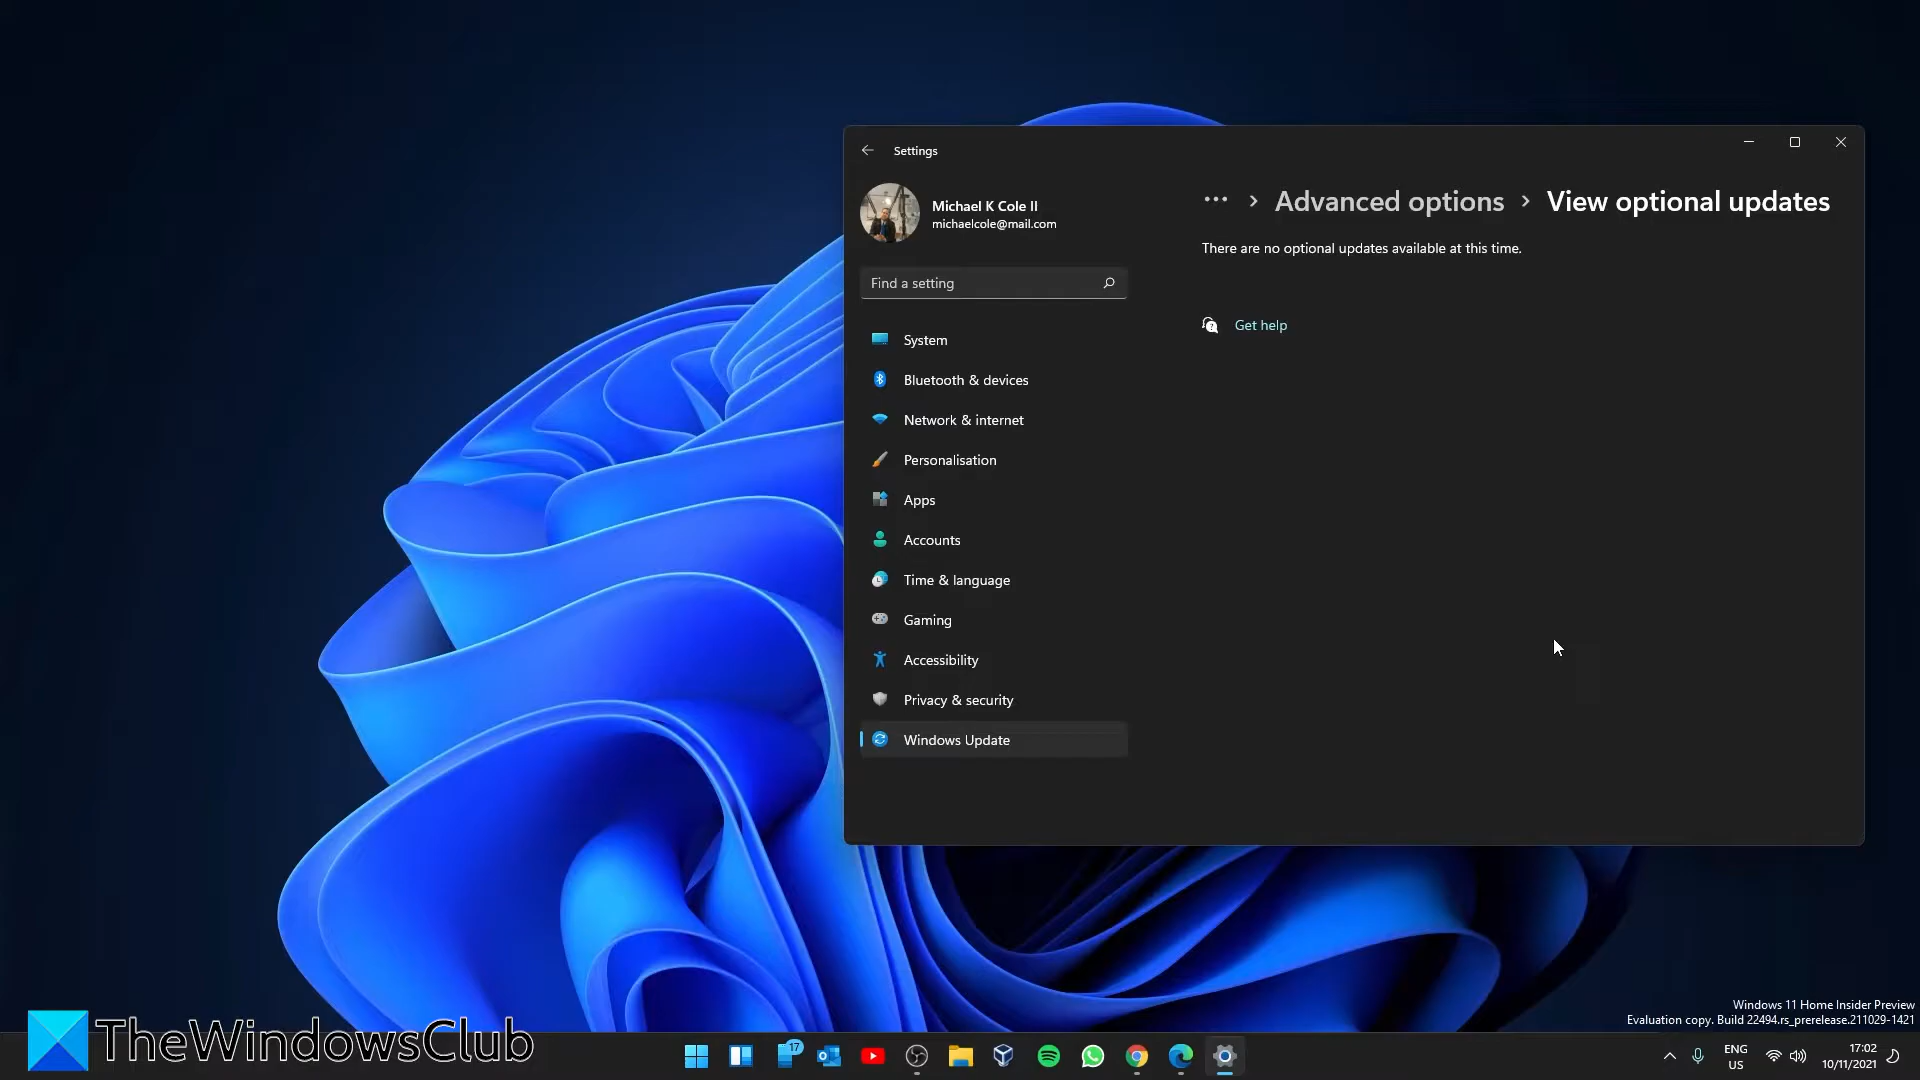 Settings
Michael K Cole II
michaelcole@mail.com
Find a setting
System
Bluetooth & devices
Network & internet
Personalisation
Apps
Accounts
Time & language
Gaming
Accessibility
Privacy & security
Windows Update
··· > Advanced options > View optional updates
There are no optional updates available at this time.
Get help
Windows 11 Home Insider Preview
Evaluation copy. Build 22494.rs_prerelease.211029-1421
TheWindowsClub
17
ENG
US
17:02
10/11/2021